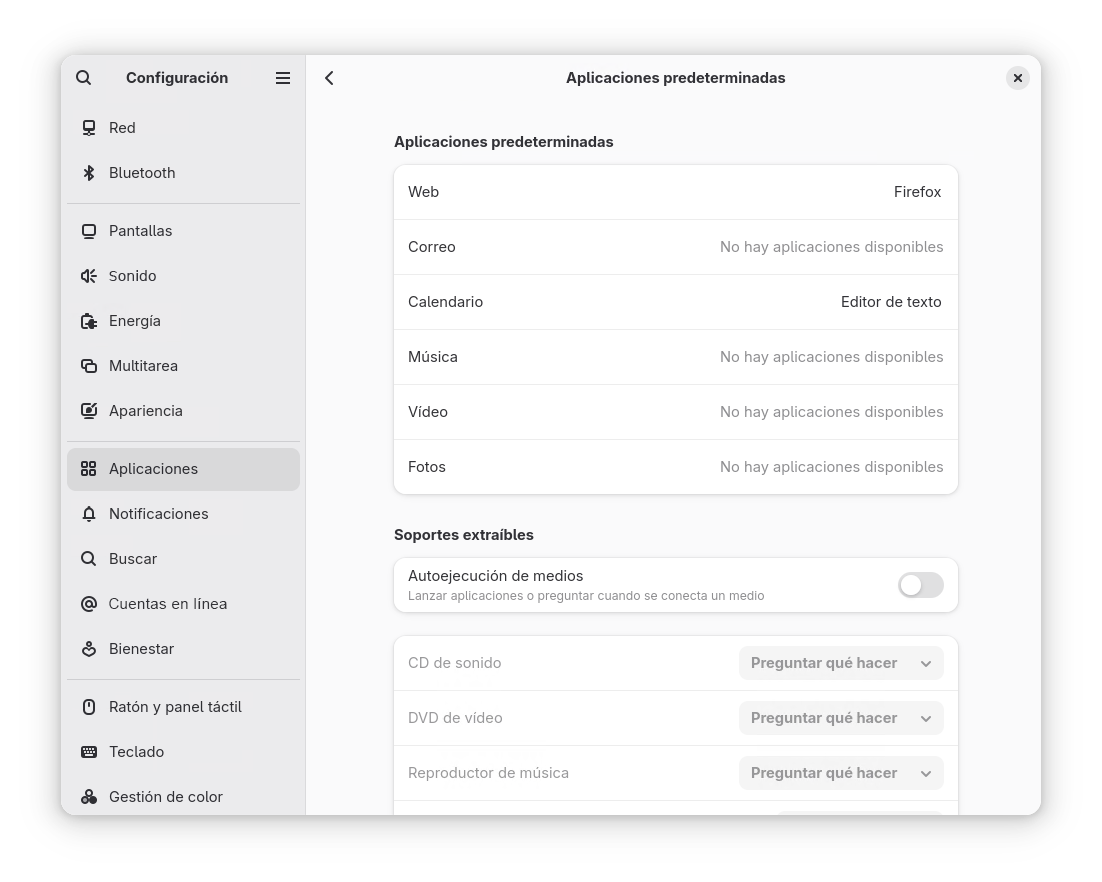 Configuración
Red
Bluetooth
Pantallas
Sonido
Energía
Multitarea
Apariencia
Aplicaciones
Notificaciones
Buscar
Cuentas en línea
Bienestar
Ratón y panel táctil
Teclado
Gestión de color
Aplicaciones predeterminadas
Aplicaciones predeterminadas
Web Firefox
Correo No hay aplicaciones disponibles
Calendario Editor de texto
Música No hay aplicaciones disponibles
Vídeo No hay aplicaciones disponibles
Fotos No hay aplicaciones disponibles
Soportes extraíbles
Autoejecución de medios
Lanzar aplicaciones o preguntar cuando se conecta un medio
CD de sonido Preguntar qué hacer
DVD de vídeo Preguntar qué hacer
Reproductor de música Preguntar qué hacer